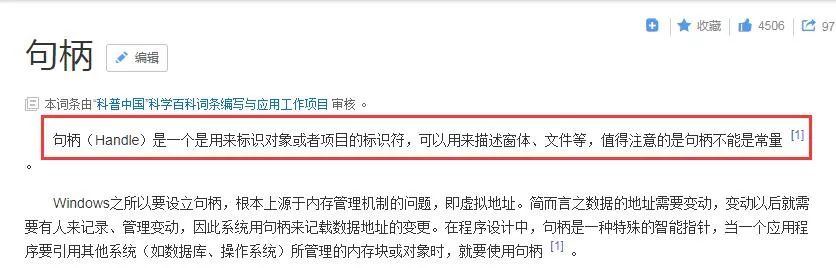 收藏 4506 97
句柄 编辑
本词条由“科普中国”科学百科词条编写与应用工作项目 审核 。
句柄（Handle）是一个是用来标识对象或者项目的标识符，可以用来描述窗体、文件等，值得注意的是句柄不能是常量 [1]
。
Windows之所以要设立句柄，根本上源于内存管理机制的问题，即虚拟地址。简而言之数据的地址需要变动，变动以后就需
要有人来记录、管理变动，因此系统用句柄来记载数据地址的变更。在程序设计中，句柄是一种特殊的智能指针，当一个应用程
序要引用其他系统（如数据库、操作系统）所管理的内存块或对象时，就要使用句柄 [1] 。